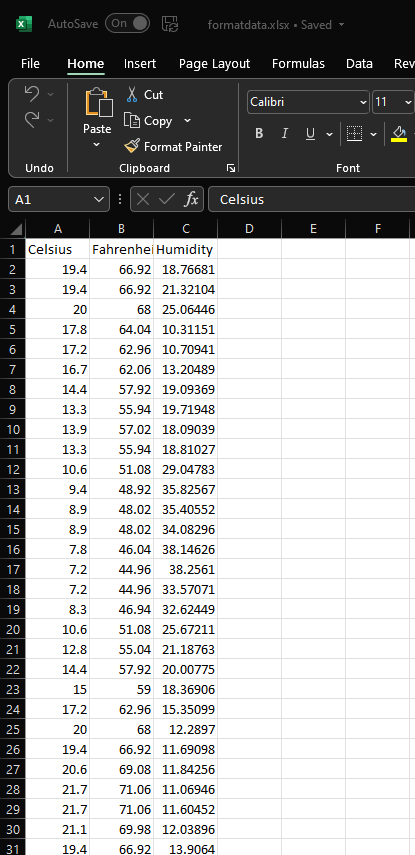 AutoSave On formatdata.xlsx • Saved
File Home Insert Page Layout Formulas Data Rev
Paste Cut
Copy
Format Painter
Calibri 11
B I U
Undo Clipboard Font
A1 fx Celsius
A B C D E F
1 Celsius Fahrenhei Humidity
2 19.4 66.92 18.76681
3 19.4 66.92 21.32104
4 20 68 25.06446
5 17.8 64.04 10.31151
6 17.2 62.96 10.70941
7 16.7 62.06 13.20489
8 14.4 57.92 19.09369
9 13.3 55.94 19.71948
10 13.9 57.02 18.09039
11 13.3 55.94 18.81027
12 10.6 51.08 29.04783
13 9.4 48.92 35.82567
14 8.9 48.02 35.40552
15 8.9 48.02 34.08296
16 7.8 46.04 38.14626
17 7.2 44.96 38.2561
18 7.2 44.96 33.57071
19 8.3 46.94 32.62449
20 10.6 51.08 25.67211
21 12.8 55.04 21.18763
22 14.4 57.92 20.00775
23 15 59 18.36906
24 17.2 62.96 15.35099
25 20 68 12.2897
26 19.4 66.92 11.69098
27 20.6 69.08 11.84256
28 21.7 71.06 11.06946
29 21.7 71.06 11.60452
30 21.1 69.98 12.03896
31 19.4 66.92 13.9064